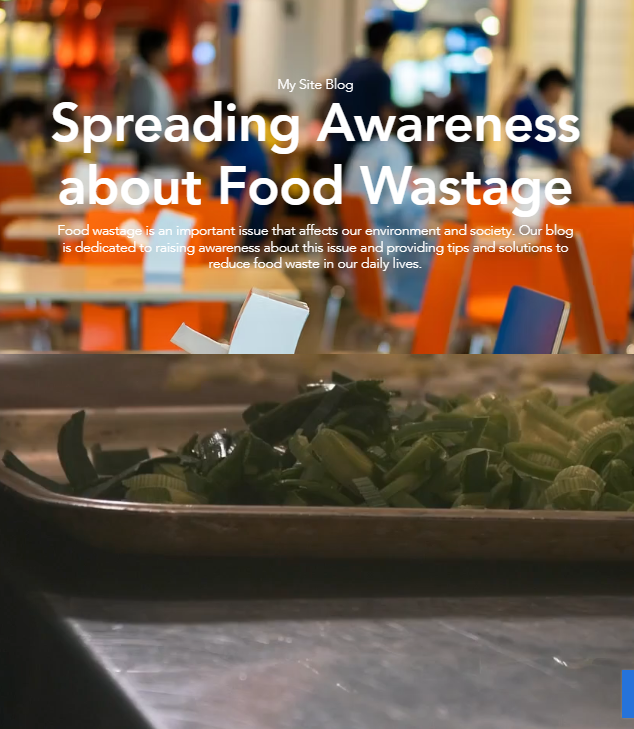 My Site Blog
Spreading Awareness
about Food Wastage
Food wastage is an important issue that affects our environment and society. Our blog
is dedicated to raising awareness about this issue and providing tips and solutions to
reduce food waste in our daily lives.